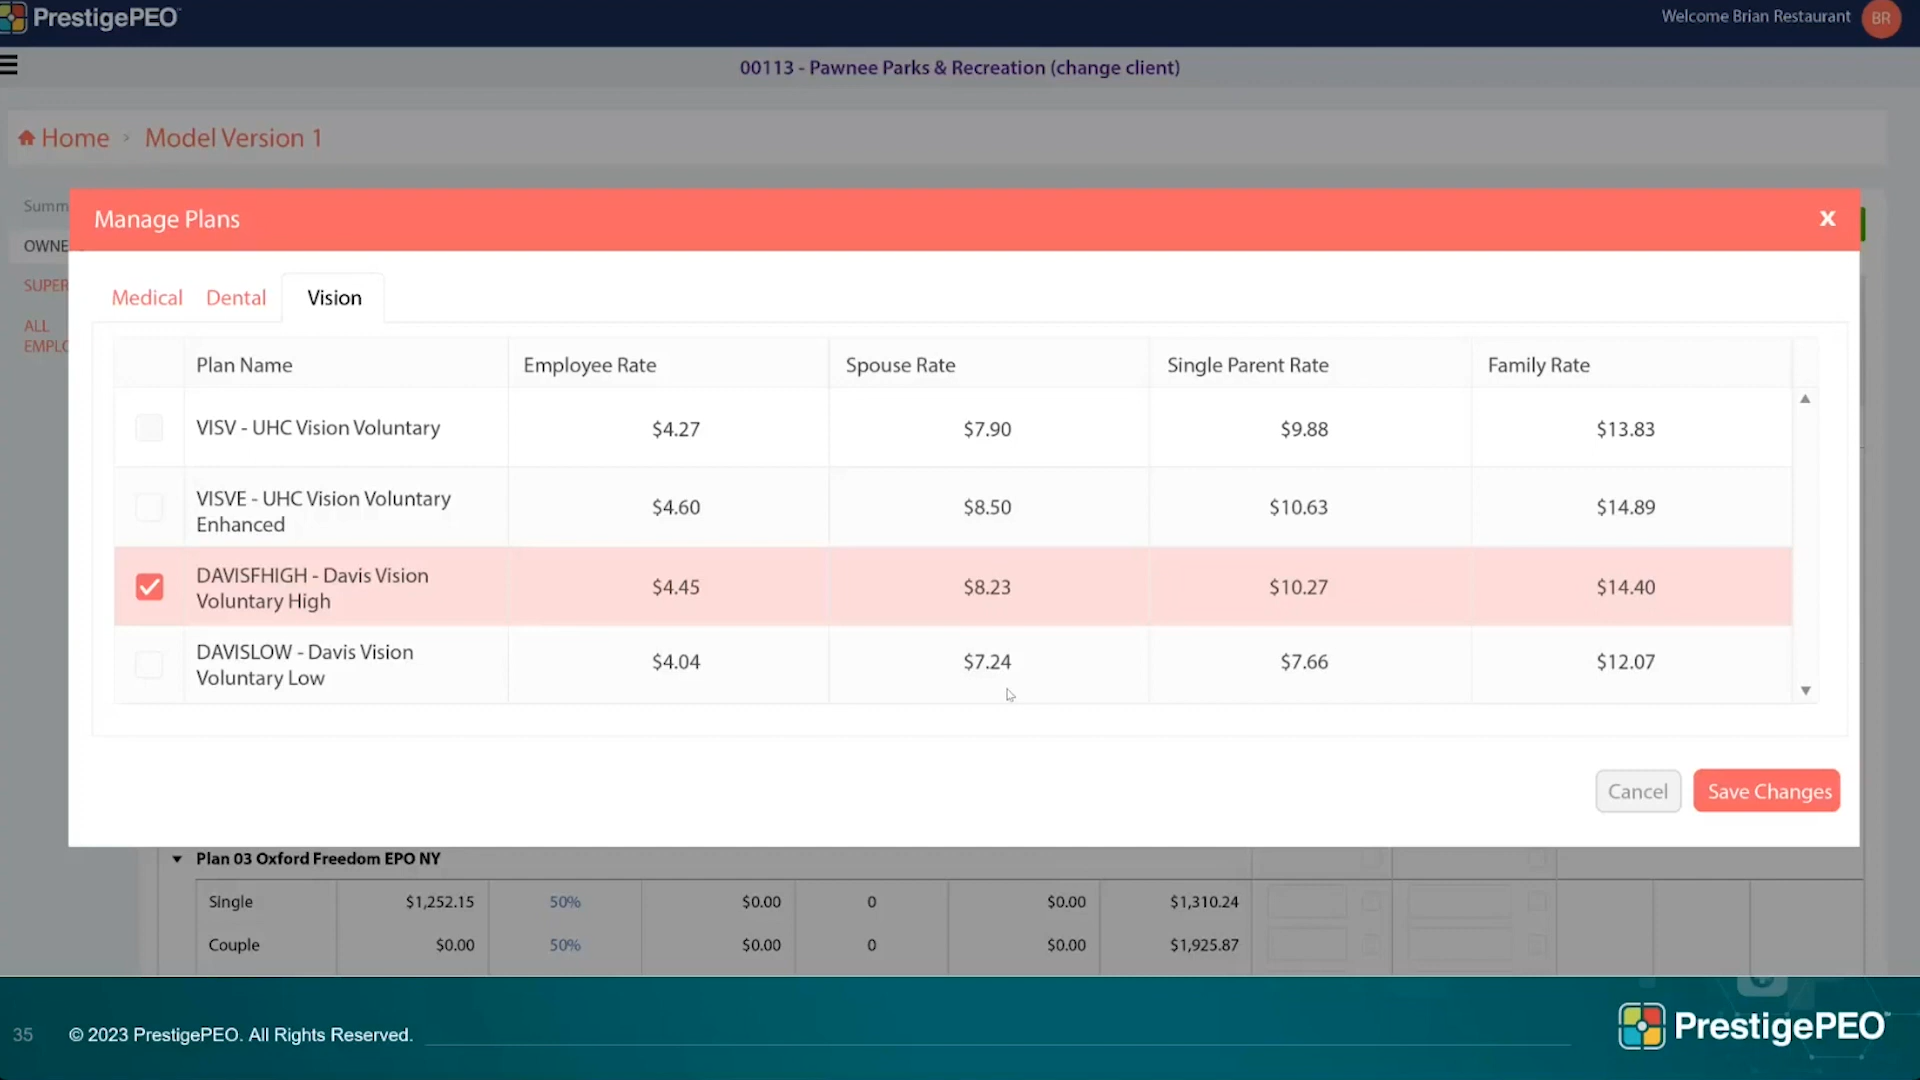 PrestigePEO
Welcome Brian Restaurant
BR
00113 - Pawnee Parks & Recreation (change client)
Home > Model Version 1
Summ
OWNE
SUPER
ALL
EMPLO
Manage Plans
X
Medical Dental Vision
Plan Name Employee Rate Spouse Rate Single Parent Rate Family Rate
VISV - UHC Vision Voluntary $4.27 $7.90 $9.88 $13.83
VISVE - UHC Vision Voluntary
Enhanced $4.60 $8.50 $10.63 $14.89
DAVISFHIGH - Davis Vision
Voluntary High $4.45 $8.23 $10.27 $14.40
DAVISLOW - Davis Vision
Voluntary Low $4.04 $7.24 $7.66 $12.07
Cancel Save Changes
Plan 03 Oxford Freedom EPO NY
Single $1,252.15 50% $0.00 0 $0.00 $1,310.24
Couple $0.00 50% $0.00 0 $0.00 $1,925.87
35 © 2023 PrestigePEO. All Rights Reserved.
PrestigePEO